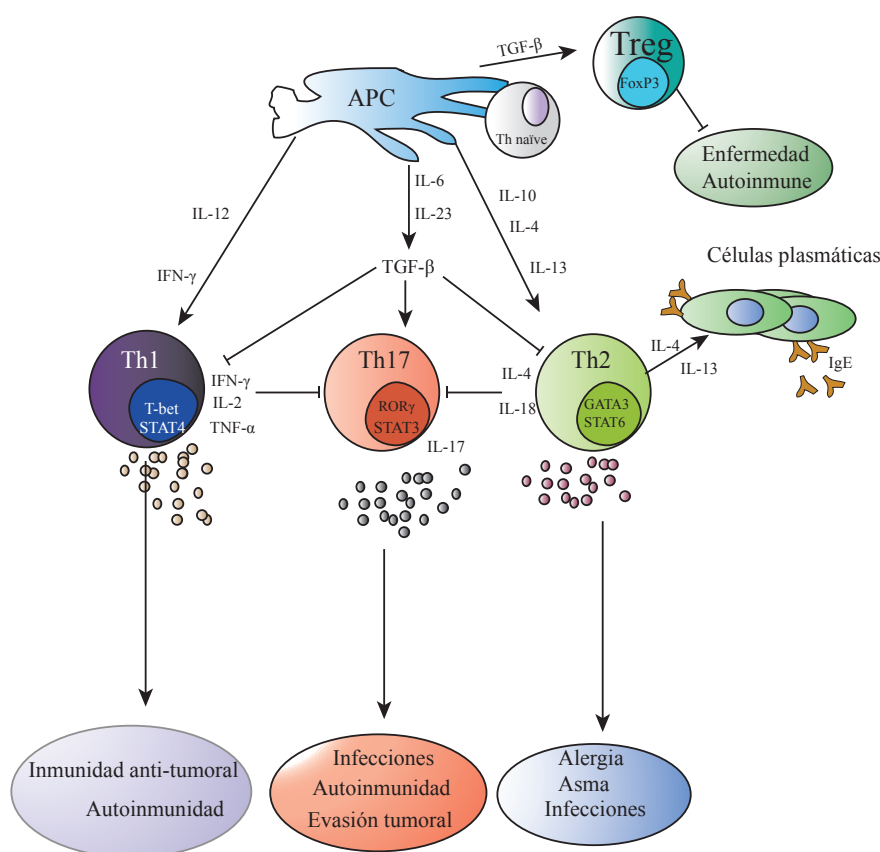 TGF-β
Treg
FoxP3
APC
Th naïve
Enfermedad
Autoinmune
IL-6
IL-23
IL-10
IL-4
IL-13
IL-12
IFN-γ
TGF-β
Células plasmáticas
IL-4
IL-13
IgE
Th1
T-bet
STAT4
IFN-γ
IL-2
TNF-α
Th17
RORγ
STAT3
IL-17
IL-4
IL-18
Th2
GATA3
STAT6
Inmunidad anti-tumoral
Autoinmunidad
Infecciones
Autoinmunidad
Evasión tumoral
Alergia
Asma
Infecciones